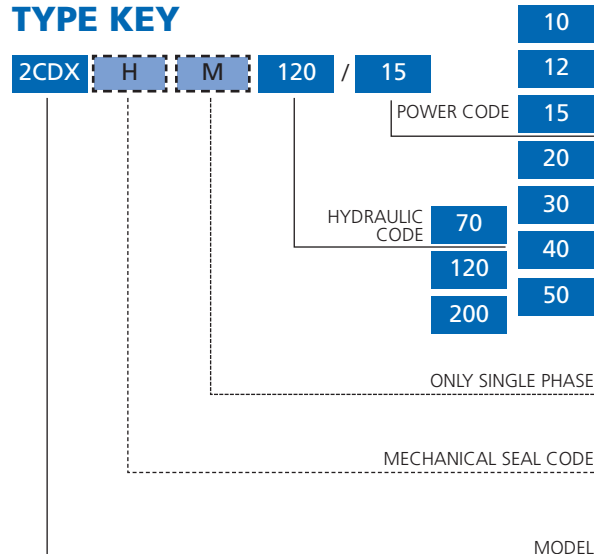 TYPE KEY
2CDX H M 120 / 15
10
12
POWER CODE 15
20
30
HYDRAULIC
CODE
70
40
120
50
200
ONLY SINGLE PHASE
MECHANICAL SEAL CODE
MODEL